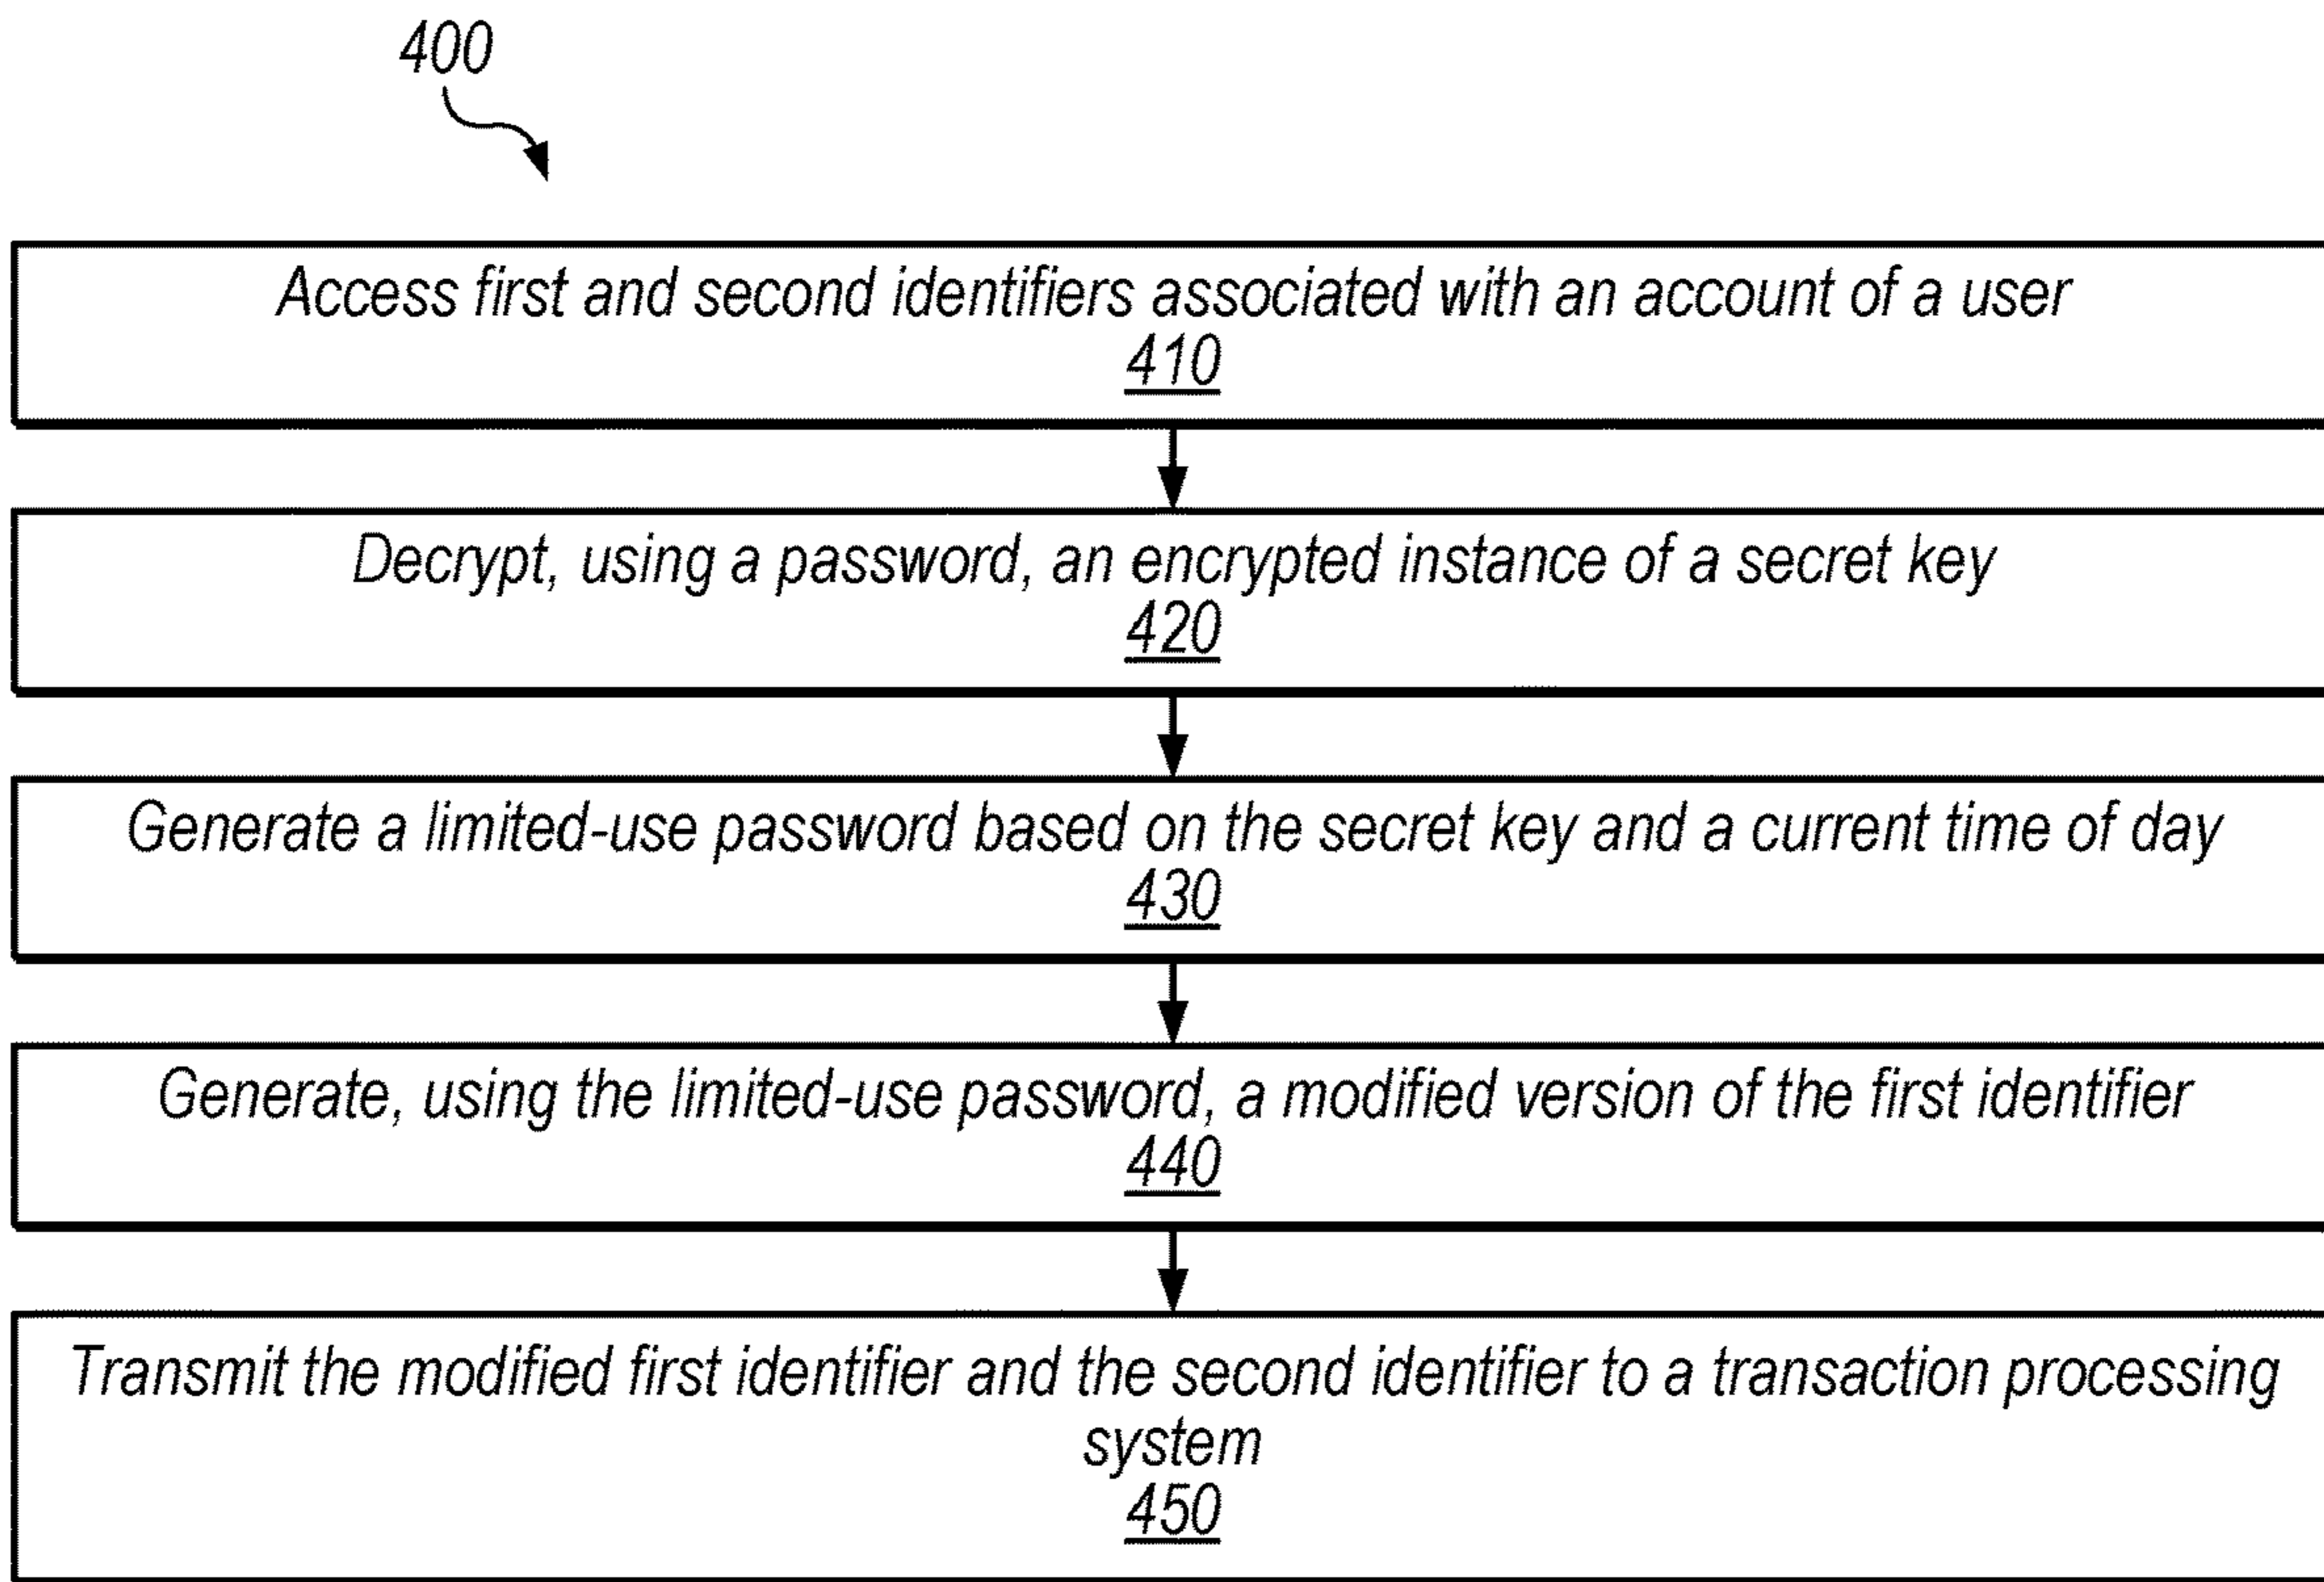 400
Access first and second identifiers associated with an account of a user
410
Decrypt, using a password, an encrypted instance of a secret key
420
Generate a limited-use password based on the secret key and a current time of day
430
Generate, using the limited-use password, a modified version of the first identifier
440
Transmit the modified first identifier and the second identifier to a transaction processing
system
450